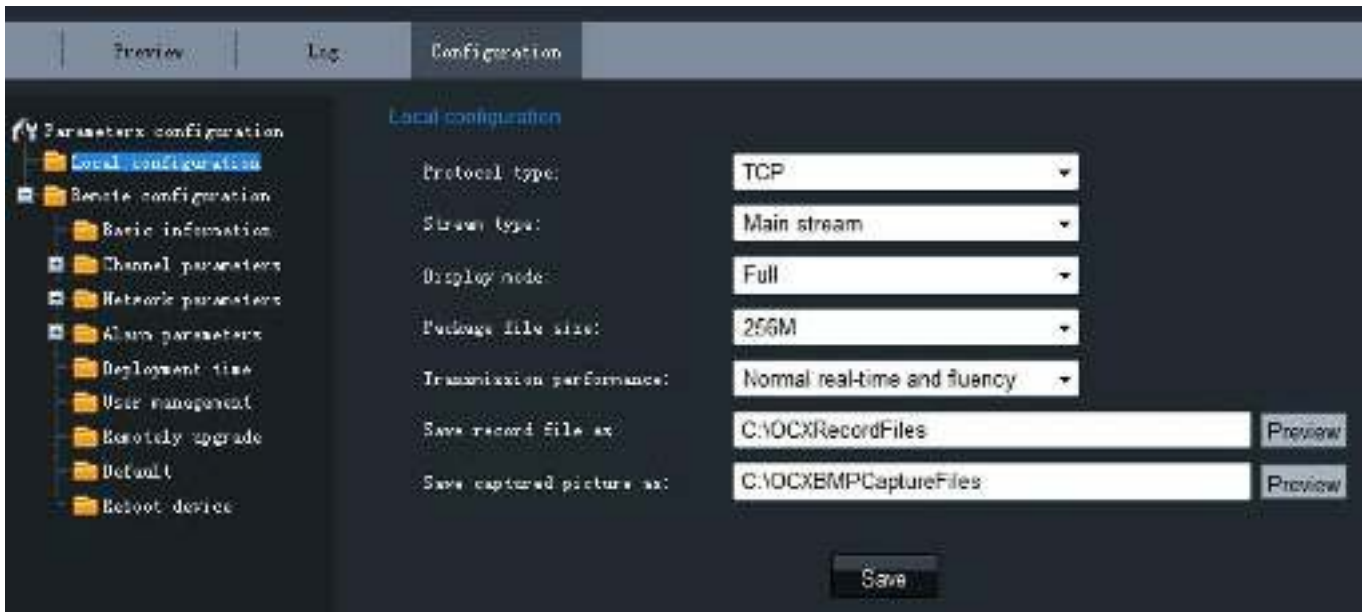 Preview Log Configuration
Parameters configuration
Local configuration
Remote configuration
Basic information
Channel parameters
Network parameters
Alarm parameters
Deployment time
User management
Remotely upgrade
Default
Reboot device
Local configuration
Protocol type: TCP
Stream type: Main stream
Display mode: Full
Package file size: 256M
Transmission performance: Normal real-time and fluency
Save record file as C:\OCXRecordFiles Preview
Save captured picture as: C:\OCXBMPCaptureFiles Preview
Save